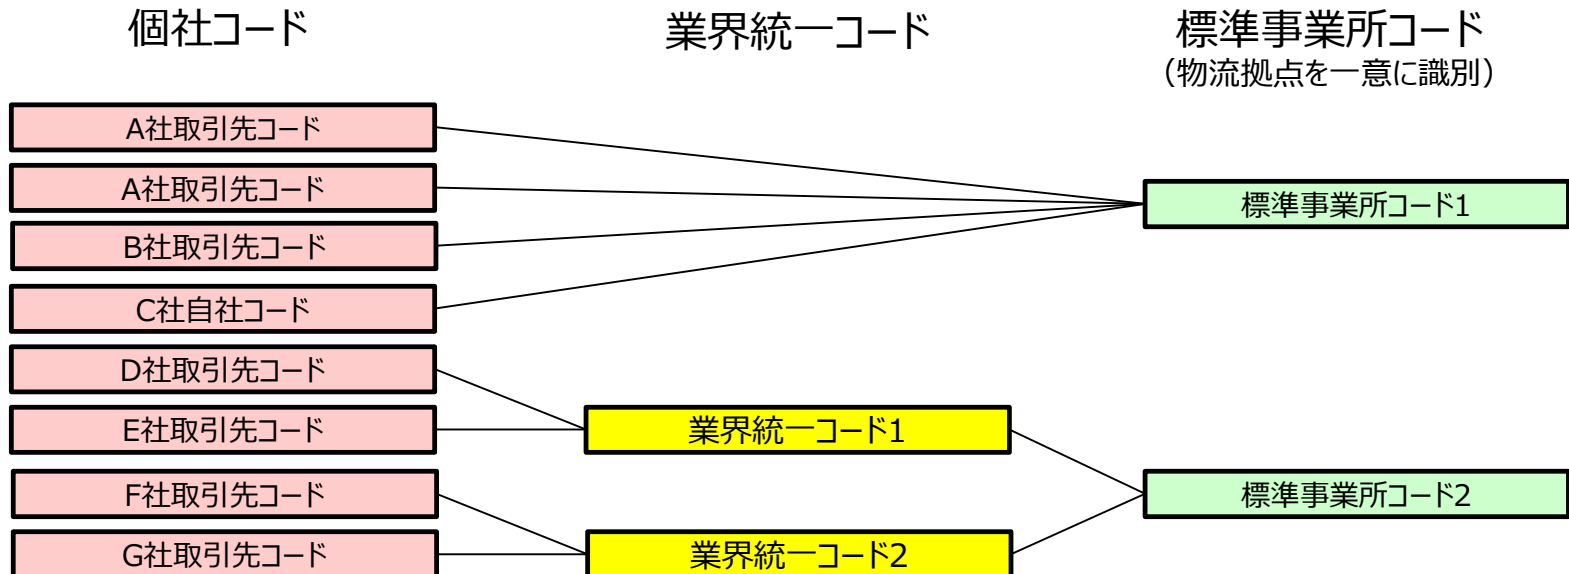 個社コード
業界統一コード
標準事業所コード
（物流拠点を一意に識別）
A社取引先コード
A社取引先コード
B社取引先コード
C社自社コード
D社取引先コード
E社取引先コード
F社取引先コード
G社取引先コード
業界統一コード1
業界統一コード2
標準事業所コード1
標準事業所コード2